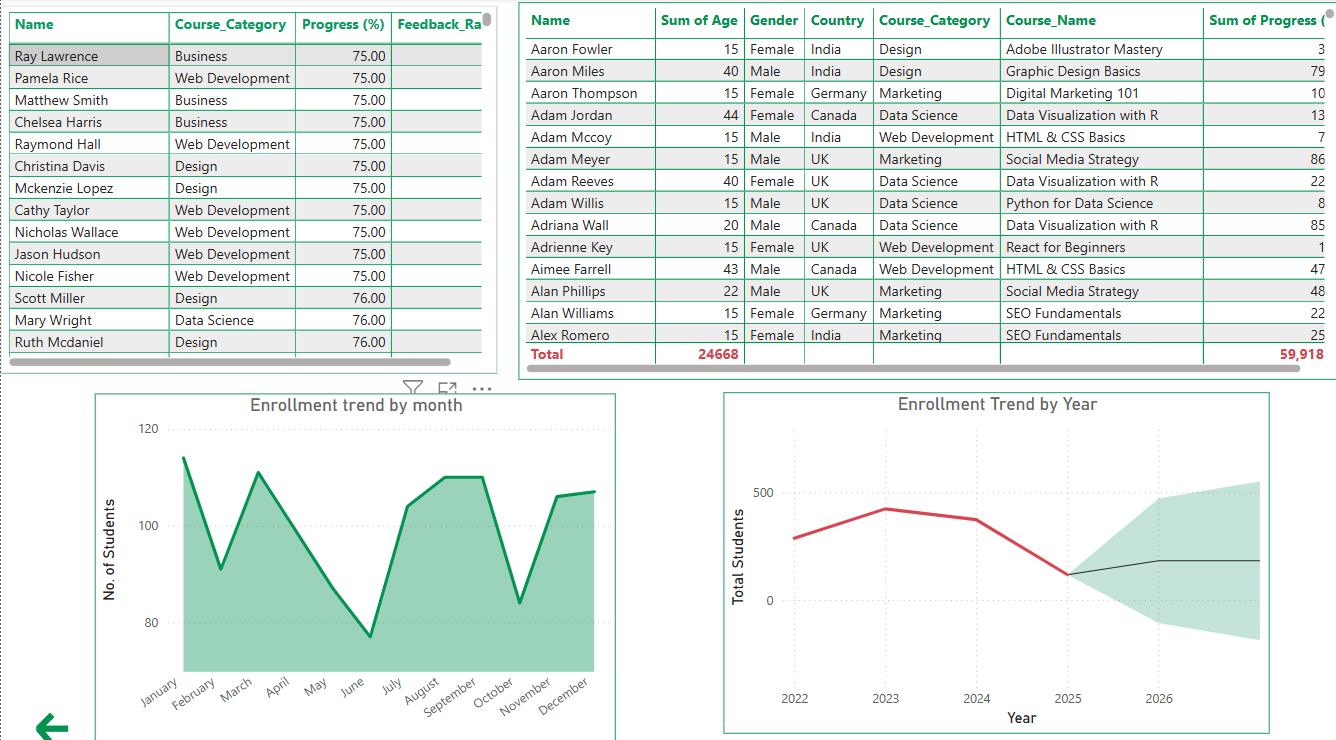 Name Course_Category Progress (%) Feedback_Ra
Ray Lawrence Business 75.00
Pamela Rice Web Development 75.00
Matthew Smith Business 75.00
Chelsea Harris Business 75.00
Raymond Hall Web Development 75.00
Christina Davis Design 75.00
Mckenzie Lopez Design 75.00
Cathy Taylor Web Development 75.00
Nicholas Wallace Web Development 75.00
Jason Hudson Web Development 75.00
Nicole Fisher Web Development 75.00
Scott Miller Design 76.00
Mary Wright Data Science 76.00
Ruth Mcdaniel Design 76.00
Name Sum of Age Gender Country Course_Category Course_Name Sum of Progress (
Aaron Fowler 15 Female India Design Adobe Illustrator Mastery 3
Aaron Miles 40 Male India Design Graphic Design Basics 79
Aaron Thompson 15 Female Germany Marketing Digital Marketing 101 10
Adam Jordan 44 Female Canada Data Science Data Visualization with R 13
Adam Mccoy 15 Male India Web Development HTML & CSS Basics 7
Adam Meyer 15 Male UK Marketing Social Media Strategy 86
Adam Reeves 40 Female UK Data Science Data Visualization with R 22
Adam Willis 15 Male UK Data Science Python for Data Science 8
Adriana Wall 20 Male Canada Data Science Data Visualization with R 85
Adrienne Key 15 Female UK Web Development React for Beginners 1
Aimee Farrell 43 Male Canada Web Development HTML & CSS Basics 47
Alan Phillips 22 Male UK Marketing Social Media Strategy 48
Alan Williams 15 Female Germany Marketing SEO Fundamentals 22
Alex Romero 15 Female India Marketing SEO Fundamentals 25
Total 24668 59,918
Enrollment trend by month
No. of Students
120
100
80
January February March April May June July August September October November December
Enrollment Trend by Year
Total Students
500
0
2022 2023 2024 2025 2026
Year